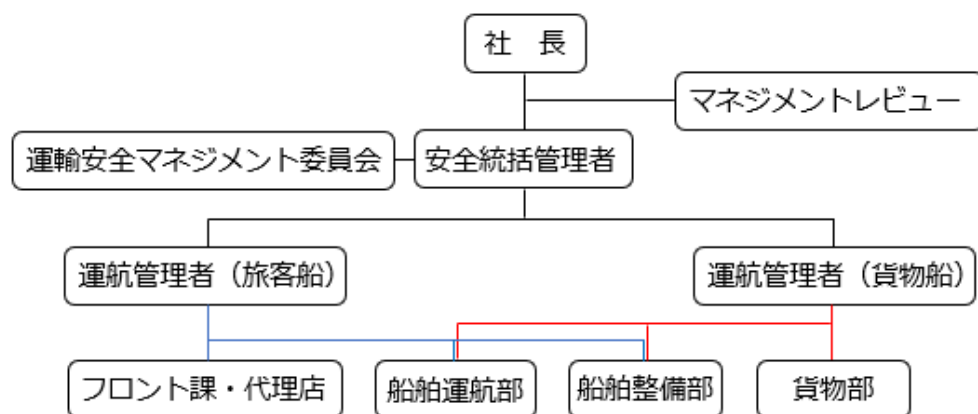 社　長
マネジメントレビュー
運輸安全マネジメント委員会
安全統括管理者
運航管理者（旅客船）
運航管理者（貨物船）
フロント課・代理店
船舶運航部
船舶整備部
貨物部